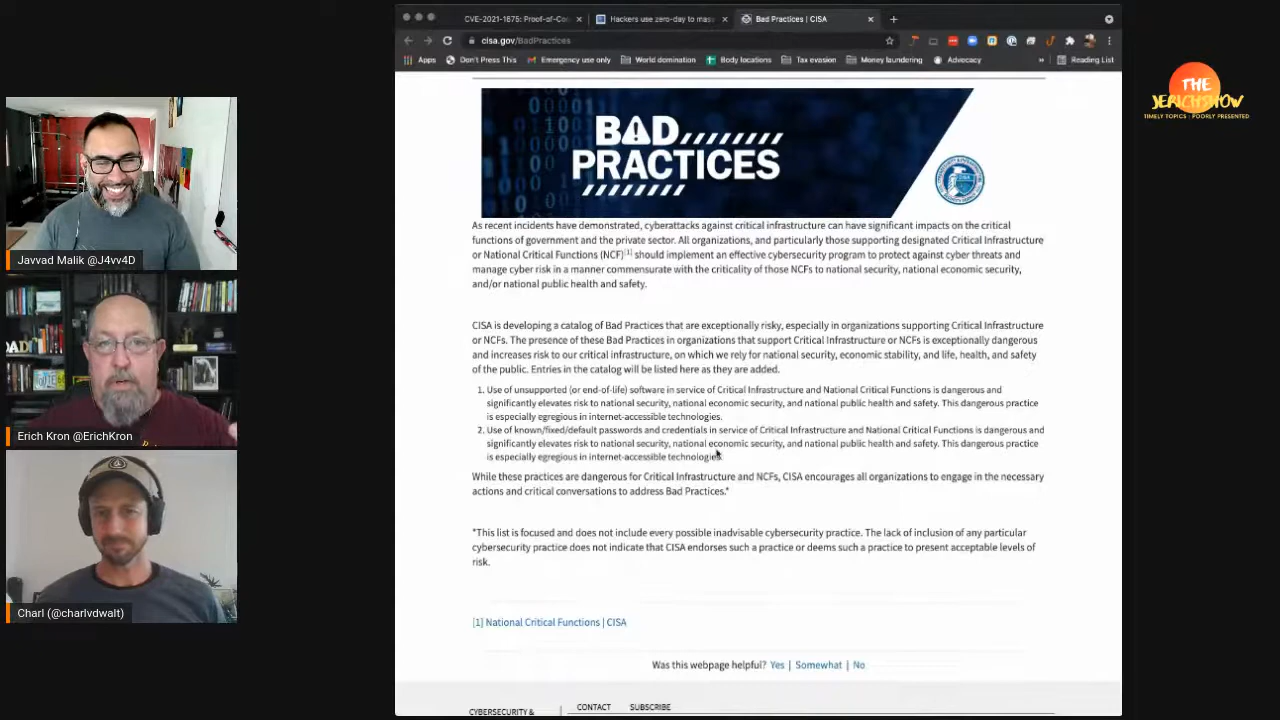 CVE-2021-1675: Proof-of-Co
Hackers use zero-day to mas
Bad Practices | CISA
cisa.gov/BadPractices
Apps
Don't Press This
Emergency use only
World domination
Body locations
Tax evasion
Money laundering
Advocacy
»
Reading List
THE
JERICHSHOW
TIMELY TOPICS : POORLY PRESENTED
BAD
PRACTICES
As recent incidents have demonstrated, cyberattacks against critical infrastructure can have significant impacts on the critical
functions of government and the private sector. All organizations, and particularly those supporting designated Critical Infrastructure
or National Critical Functions (NCF)[1] should implement an effective cybersecurity program to protect against cyber threats and
manage cyber risk in a manner commensurate with the criticality of those NCFs to national security, national economic security,
and/or national public health and safety.
CISA is developing a catalog of Bad Practices that are exceptionally risky, especially in organizations supporting Critical Infrastructure
or NCFs. The presence of these Bad Practices in organizations that support Critical Infrastructure or NCFs is exceptionally dangerous
and increases risk to our critical infrastructure, on which we rely for national security, economic stability, and life, health, and safety
of the public. Entries in the catalog will be listed here as they are added.
1. Use of unsupported (or end-of-life) software in service of Critical Infrastructure and National Critical Functions is dangerous and
significantly elevates risk to national security, national economic security, and national public health and safety. This dangerous practice
is especially egregious in internet-accessible technologies.
2. Use of known/fixed/default passwords and credentials in service of Critical Infrastructure and National Critical Functions is dangerous and
significantly elevates risk to national security, national economic security, and national public health and safety. This dangerous practice
is especially egregious in internet-accessible technologies.
While these practices are dangerous for Critical Infrastructure and NCFs, CISA encourages all organizations to engage in the necessary
actions and critical conversations to address Bad Practices.*
*This list is focused and does not include every possible inadvisable cybersecurity practice. The lack of inclusion of any particular
cybersecurity practice does not indicate that CISA endorses such a practice or deems such a practice to present acceptable levels of
risk.
[1] National Critical Functions | CISA
Was this webpage helpful? Yes | Somewhat | No
CYBERSECURITY &
CONTACT
SUBSCRIBE
Javvad Malik @J4vv4D
Erich Kron @ErichKron
Charl (@charlvdwalt)